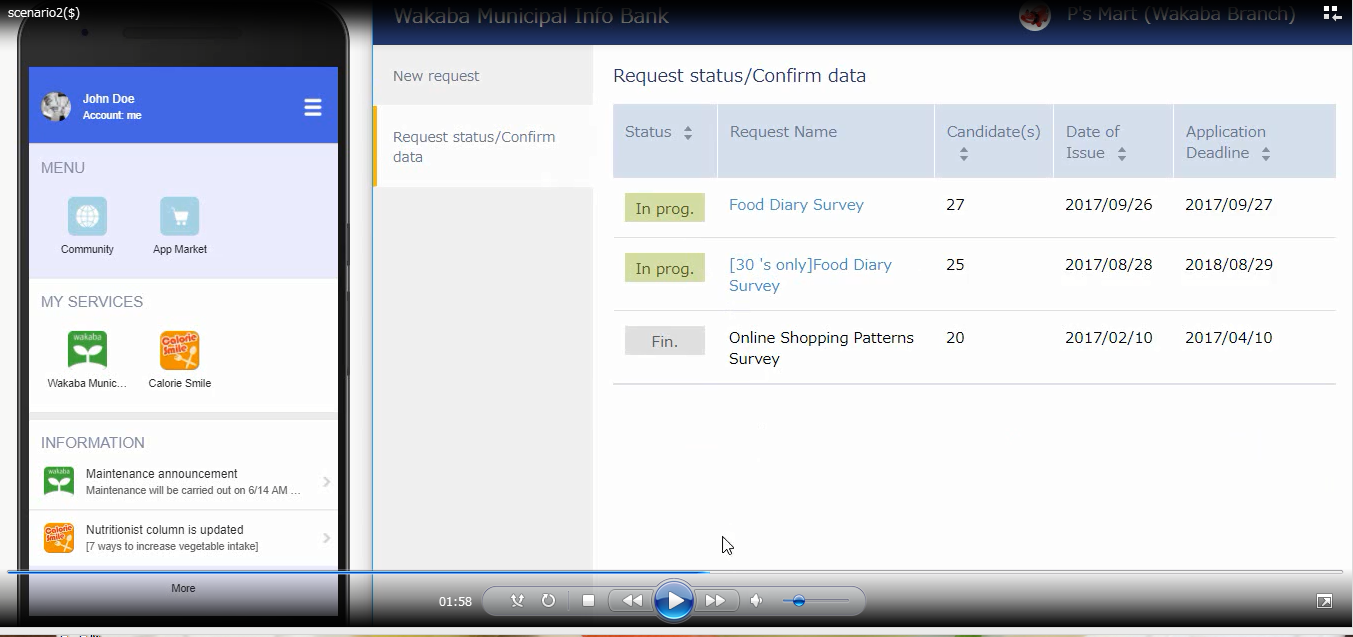 scenario2($)
John Doe
Account: me
MENU
Community
App Market
MY SERVICES
wakaba
Calorie
Smile
Wakaba Munic...
Calorie Smile
INFORMATION
wakaba
Maintenance announcement
Maintenance will be carried out on 6/14 AM ...
Calorie
Smile
Nutritionist column is updated
[7 ways to increase vegetable intake]
More
Wakaba Municipal Info Bank
P's Mart (Wakaba Branch)
New request
Request status/Confirm
data
Request status/Confirm data
Status
Request Name
Candidate(s)
Date of
Issue
Application
Deadline
In prog.
Food Diary Survey
27
2017/09/26
2017/09/27
In prog.
[30 's only]Food Diary
Survey
25
2017/08/28
2018/08/29
Fin.
Online Shopping Patterns
Survey
20
2017/02/10
2017/04/10
01:58